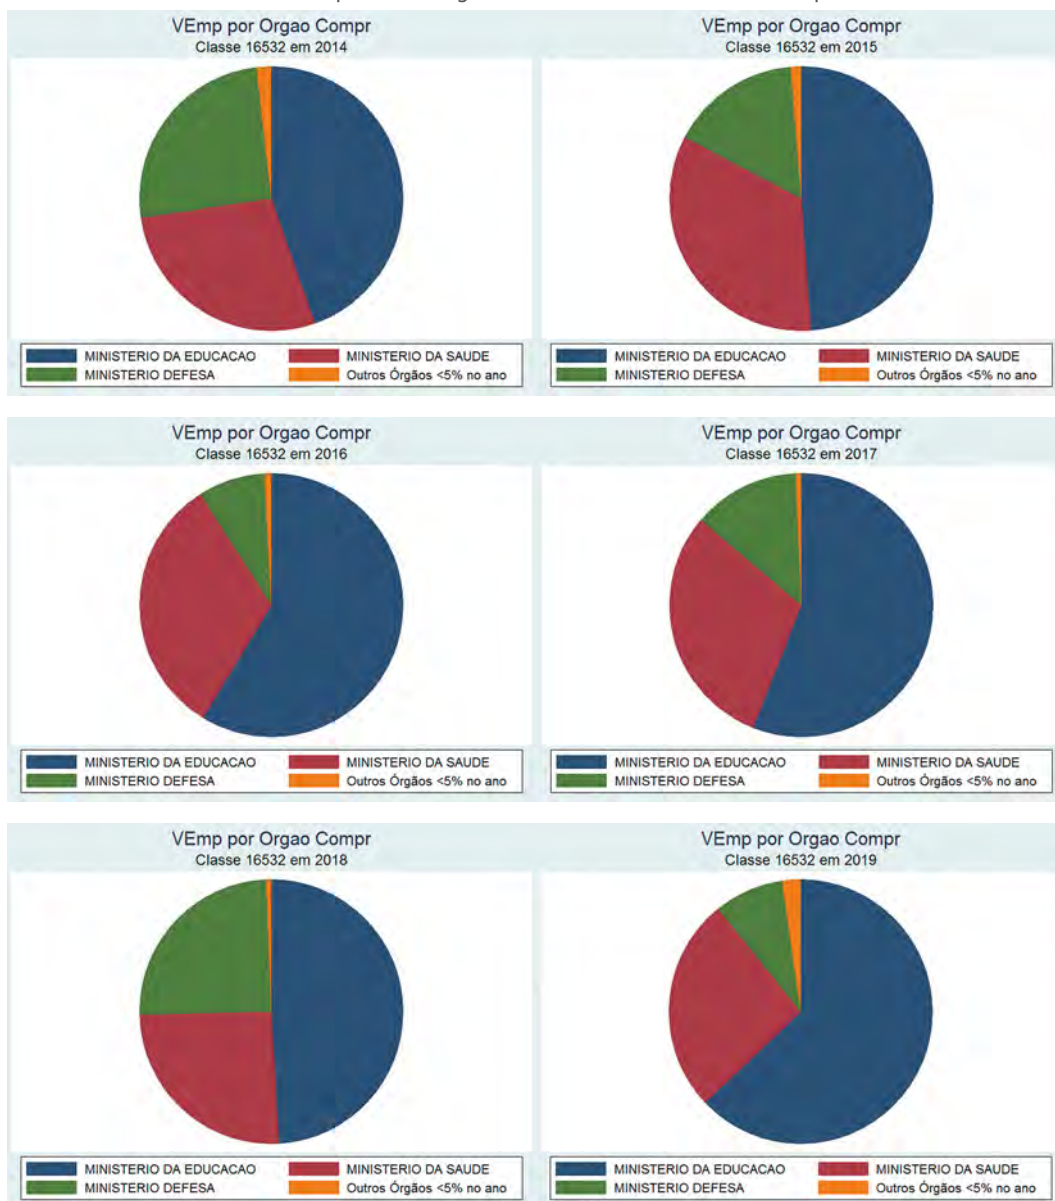 VEmp por Orgao Compr
Classe 16532 em 2014
MINISTERIO DA EDUCACAO MINISTERIO DA SAUDE
MINISTERIO DEFESA Outros Órgãos <5% no ano
VEmp por Orgao Compr
Classe 16532 em 2015
MINISTERIO DA EDUCACAO MINISTERIO DA SAUDE
MINISTERIO DEFESA Outros Órgãos <5% no ano
VEmp por Orgao Compr
Classe 16532 em 2016
MINISTERIO DA EDUCACAO MINISTERIO DA SAUDE
MINISTERIO DEFESA Outros Órgãos <5% no ano
VEmp por Orgao Compr
Classe 16532 em 2017
MINISTERIO DA EDUCACAO MINISTERIO DA SAUDE
MINISTERIO DEFESA Outros Órgãos <5% no ano
VEmp por Orgao Compr
Classe 16532 em 2018
MINISTERIO DA EDUCACAO MINISTERIO DA SAUDE
MINISTERIO DEFESA Outros Órgãos <5% no ano
VEmp por Orgao Compr
Classe 16532 em 2019
MINISTERIO DA EDUCACAO MINISTERIO DA SAUDE
MINISTERIO DEFESA Outros Órgãos <5% no ano